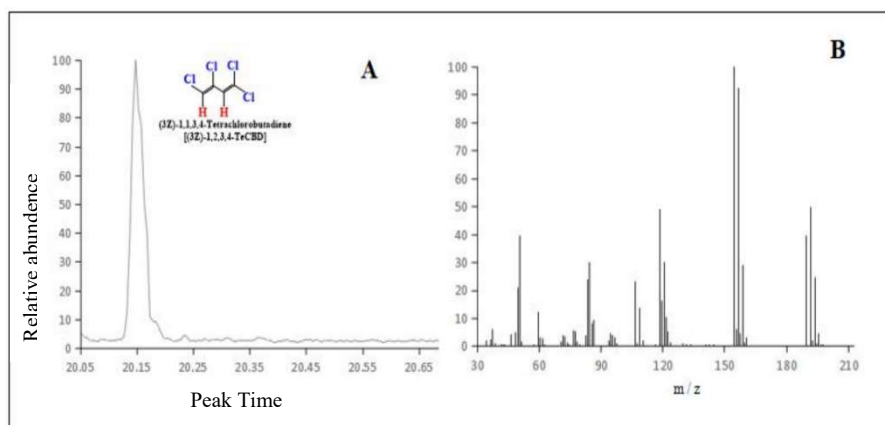 A
B
Cl
Cl
Cl
Cl
H
H
(3Z)-1,1,3,4-Tetrachlorobutadiene
[(3Z)-1,2,3,4-TeCBD]
Relative abundance
100
90
80
70
60
50
40
30
20
10
0
20.05
20.15
20.25
20.35
20.45
20.55
20.65
Peak Time
100
90
80
70
60
50
40
30
20
10
0
30
60
90
120
150
180
210
m / z